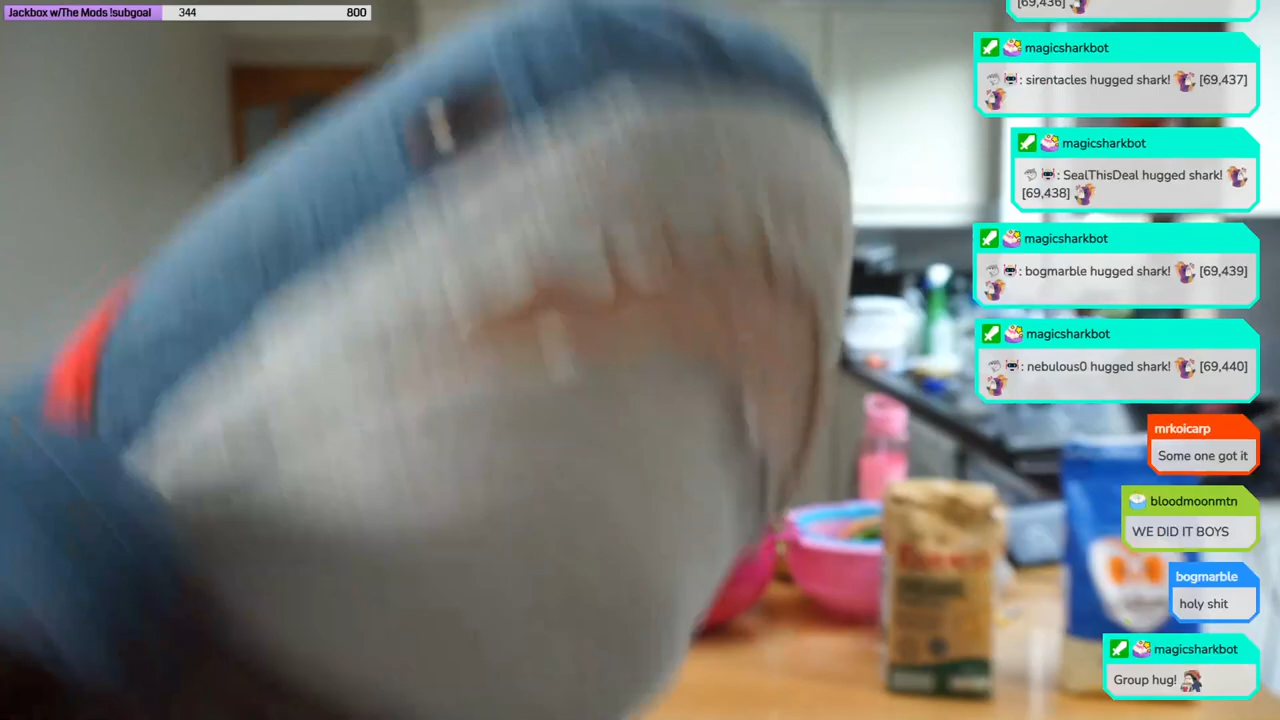 Jackbox w/The Mods !subgoal 344 800
[69,436]
magicsharkbot
: sirentacles hugged shark! [69,437]
magicsharkbot
: SealThisDeal hugged shark!
[69,438]
magicsharkbot
: bogmarble hugged shark! [69,439]
magicsharkbot
: nebulous0 hugged shark! [69,440]
mrkoicarp
Some one got it
bloodmoonmtn
WE DID IT BOYS
bogmarble
holy shit
magicsharkbot
Group hug!